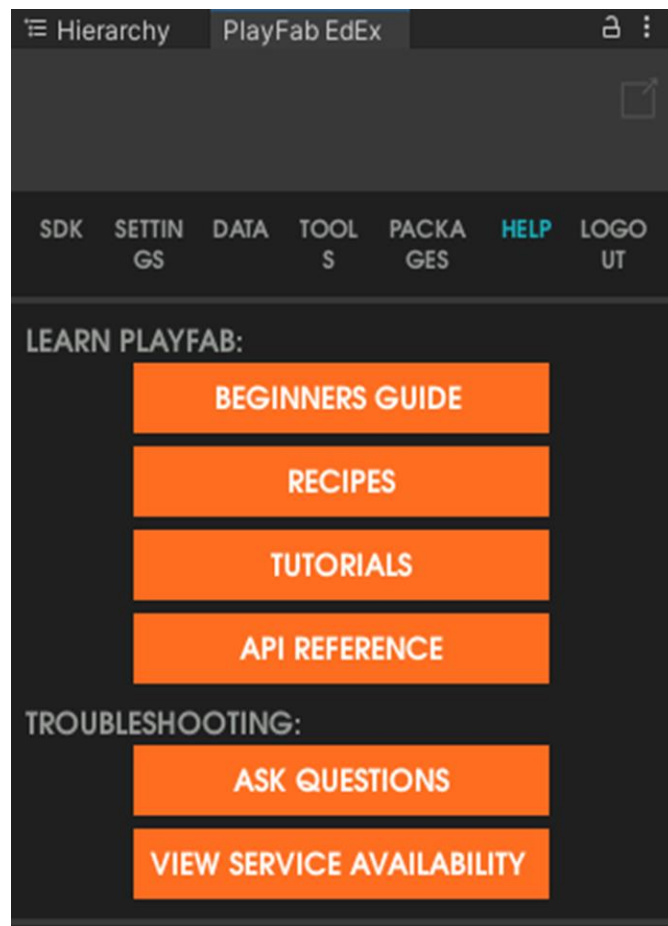 Hierarchy PlayFab EdEx
SDK SETTIN DATA TOOL PACKA HELP LOGO
GS S GES UT
LEARN PLAYFAB:
BEGINNERS GUIDE
RECIPES
TUTORIALS
API REFERENCE
TROUBLESHOOTING:
ASK QUESTIONS
VIEW SERVICE AVAILABILITY